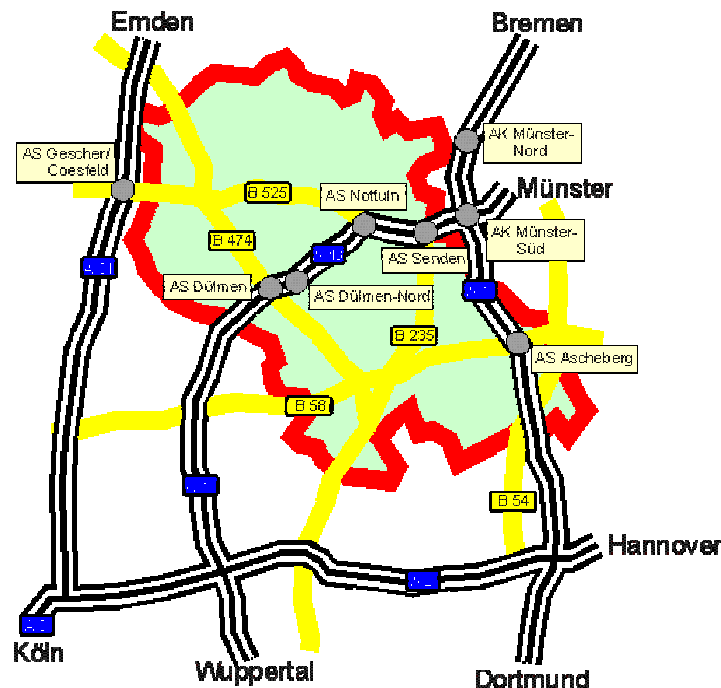 Emden
Bremen
AS Gescher/
Coesfeld
AK Münster-
Nord
B 525
AS Nottuln
Münster
B 474
AS Senden
AK Münster-
Süd
AS Dülmen
AS Dülmen-Nord
B 235
AS Ascheberg
B 58
B 54
Hannover
Köln
Wuppertal
Dortmund